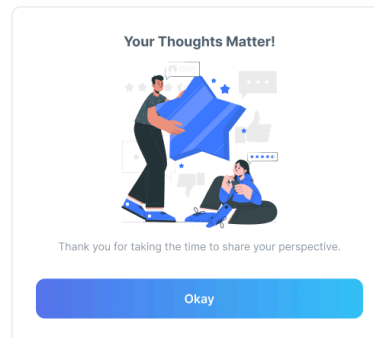 Your Thoughts Matter!
Thank you for taking the time to share your perspective.
Okay